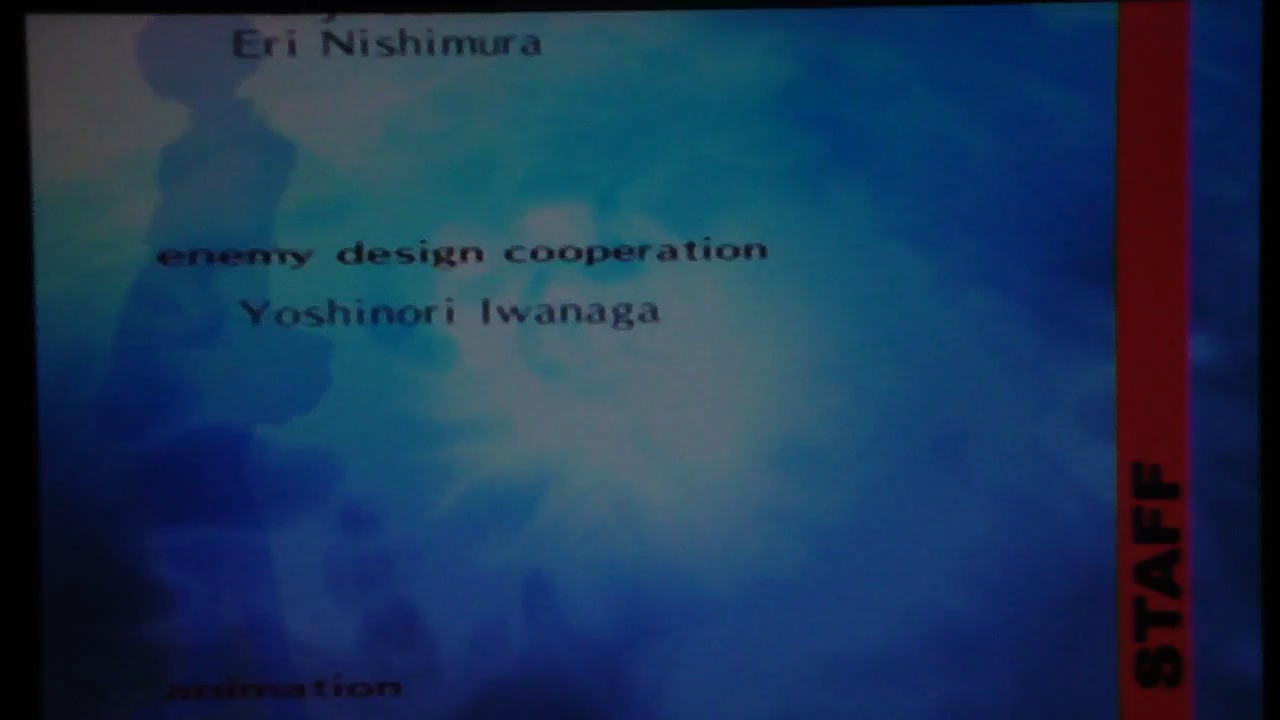 Eri Nishimura
enemy design cooperation
Yoshinori Iwanaga
animation
STAFF